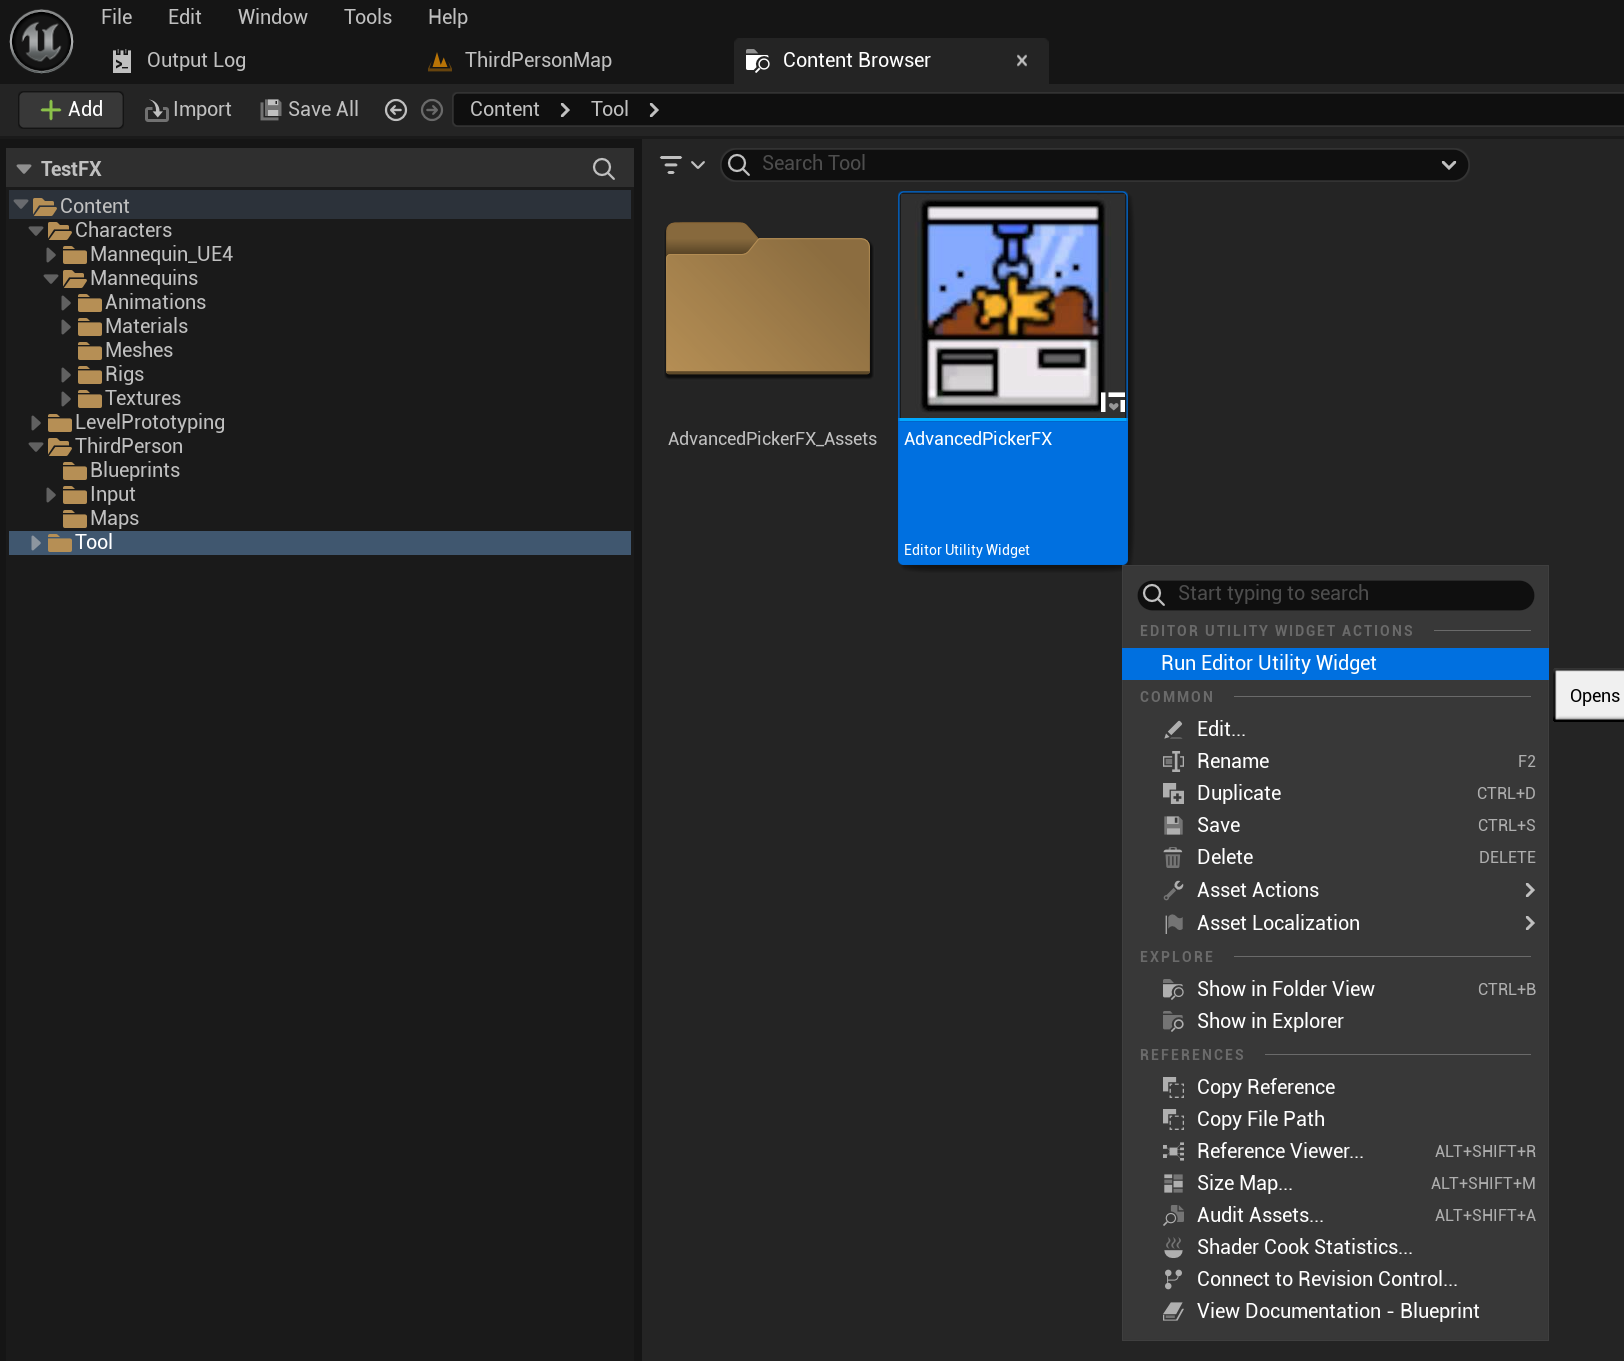 File Edit Window Tools Help
Output Log ThirdPersonMap Content Browser
Add Import Save All Content Tool
TestFX
Search Tool
Content
Characters
Mannequin_UE4
Mannequins
Animations
Materials
Meshes
Rigs
Textures
LevelPrototyping
ThirdPerson
Blueprints
Input
Maps
Tool
AdvancedPickerFX_Assets
AdvancedPickerFX
Editor Utility Widget
Start typing to search
EDITOR UTILITY WIDGET ACTIONS
Run Editor Utility Widget
Opens
COMMON
Edit...
Rename F2
Duplicate CTRL+D
Save CTRL+S
Delete DELETE
Asset Actions
Asset Localization
EXPLORE
Show in Folder View CTRL+B
Show in Explorer
REFERENCES
Copy Reference
Copy File Path
Reference Viewer... ALT+SHIFT+R
Size Map... ALT+SHIFT+M
Audit Assets... ALT+SHIFT+A
Shader Cook Statistics...
Connect to Revision Control...
View Documentation - Blueprint